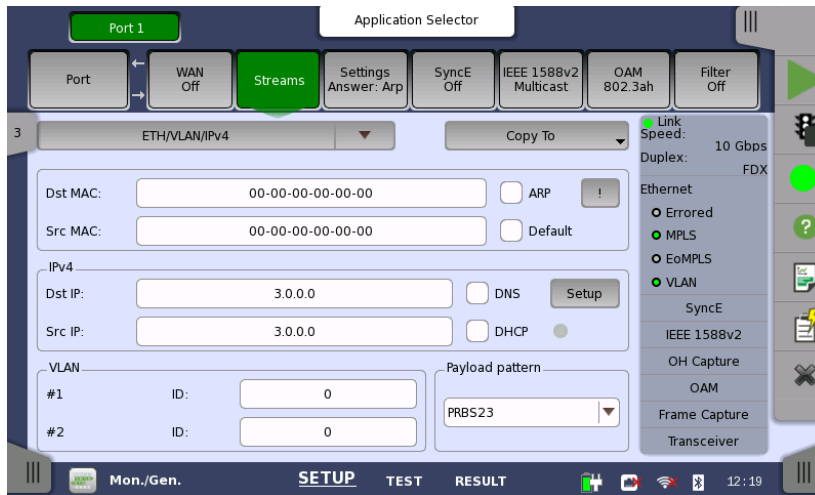 Port 1
Application Selector
Port
WAN
Off
Streams
Settings
Answer: Arp
SyncE
Off
IEEE 1588v2
Multicast
OAM
802.3ah
Filter
Off
3
ETH/VLAN/IPv4
Copy To
Link
Speed:
10 Gbps
Duplex:
FDX
Dst MAC:
00-00-00-00-00-00
ARP
!
Src MAC:
00-00-00-00-00-00
Default
IPv4
Dst IP:
3.0.0.0
DNS
Setup
Src IP:
3.0.0.0
DHCP
VLAN
#1
ID:
0
#2
ID:
0
Payload pattern
PRBS23
Ethernet
Errored
MPLS
EoMPLS
VLAN
SyncE
IEEE 1588v2
OH Capture
OAM
Frame Capture
Transceiver
?
Mon./Gen.
SETUP
TEST
RESULT
12:19